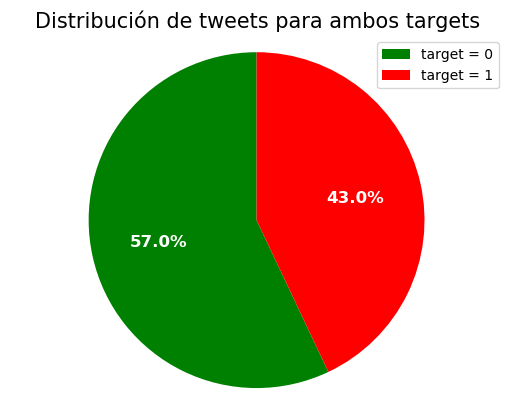 Distribución de tweets para ambos targets
target = 0
target = 1
43.0%
57.0%